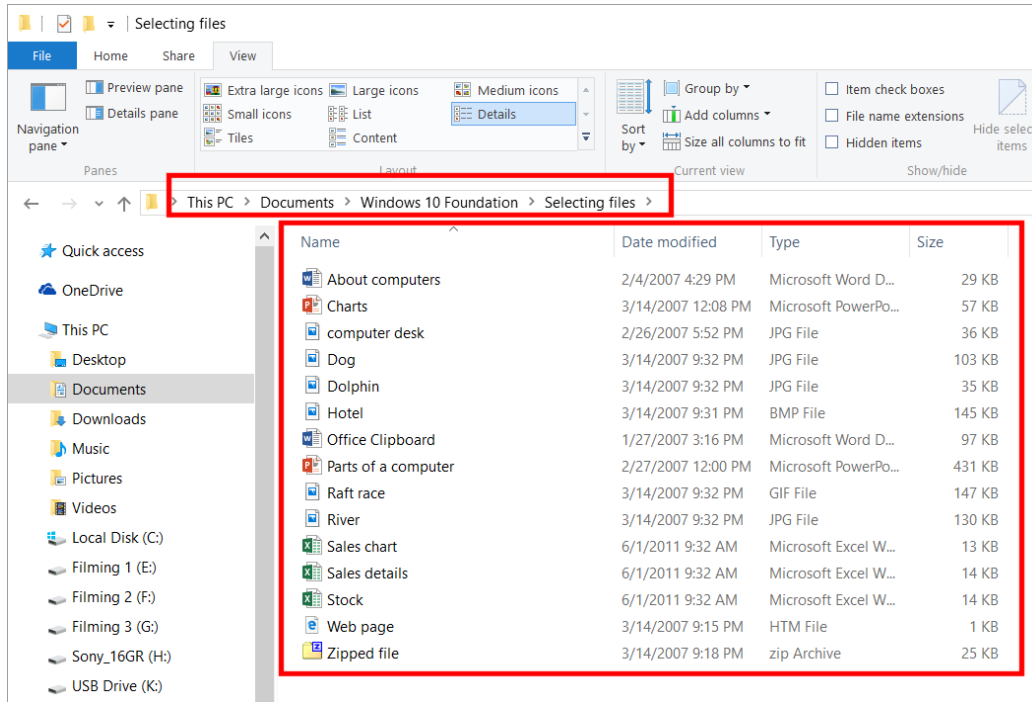 Selecting files
File Home Share View
Navigation pane
Preview pane
Details pane
Panes
Extra large icons Large icons Medium icons
Small icons List Details
Tiles Content
Layout
Sort by
Group by
Add columns
Size all columns to fit
Current view
Item check boxes
File name extensions
Hidden items
Hide selec
items
Show/hide
This PC > Documents > Windows 10 Foundation > Selecting files >
Quick access
OneDrive
This PC
Desktop
Documents
Downloads
Music
Pictures
Videos
Local Disk (C:)
Filming 1 (E:)
Filming 2 (F:)
Filming 3 (G:)
Sony_16GR (H:)
USB Drive (K:)
Name Date modified Type Size
About computers 2/4/2007 4:29 PM Microsoft Word D... 29 KB
Charts 3/14/2007 12:08 PM Microsoft PowerPo... 57 KB
computer desk 2/26/2007 5:52 PM JPG File 36 KB
Dog 3/14/2007 9:32 PM JPG File 103 KB
Dolphin 3/14/2007 9:32 PM JPG File 35 KB
Hotel 3/14/2007 9:31 PM BMP File 145 KB
Office Clipboard 1/27/2007 3:16 PM Microsoft Word D... 97 KB
Parts of a computer 2/27/2007 12:00 PM Microsoft PowerPo... 431 KB
Raft race 3/14/2007 9:32 PM GIF File 147 KB
River 3/14/2007 9:32 PM JPG File 130 KB
Sales chart 6/1/2011 9:32 AM Microsoft Excel W... 13 KB
Sales details 6/1/2011 9:32 AM Microsoft Excel W... 14 KB
Stock 6/1/2011 9:32 AM Microsoft Excel W... 14 KB
Web page 3/14/2007 9:15 PM HTM File 1 KB
Zipped file 3/14/2007 9:18 PM zip Archive 25 KB